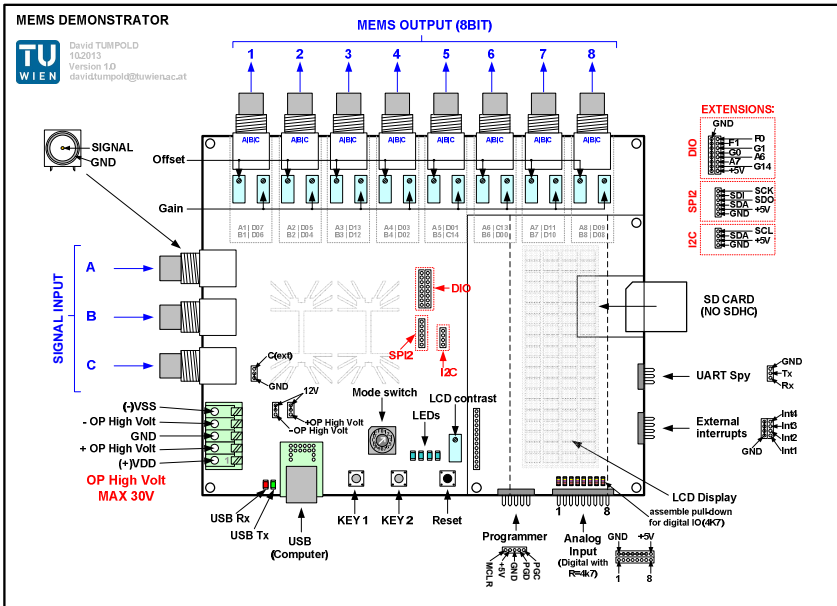 MEMS DEMONSTRATOR
TU
WIEN
David TUMPOLD
10.2013
Version 1.0
david.tumpold@tuwien.ac.at
MEMS OUTPUT (8BIT)
1 2 3 4 5 6 7 8
A|B|C A|B|C A|B|C A|B|C A|B|C A|B|C A|B|C A|B|C
SIGNAL
GND
Offset
Gain
A1 | D07 A2 | D05 A3 | D13 A4 | D03 A5 | D01 A6 | C13 A7 | D11 A8 | D09
B1 | D06 B2 | D04 B3 | D12 B4 | D02 B5 | C14 B6 | D00 B7 | D10 B8 | D08
EXTENSIONS:
DIO
GND
F0
F1
G1
G0
A6
A7
G14
+5V
SPI2
SCK
SDI
SDO
SDA
+5V
GND
I2C
SCL
SDA
+5V
GND
SIGNAL INPUT
A
B
C
DIO
SPI2
I2C
SD CARD
(NO SDHC)
C(ext)
GND
12V
+OP High Volt
-OP High Volt
Mode switch
LEDs
LCD contrast
UART Spy
GND
Tx
Rx
External
interrupts
Int4
Int3
Int2
Int1
GND
(-)VSS
- OP High Volt
GND
+ OP High Volt
(+)VDD
1
OP High Volt
MAX 30V
USB Rx
USB Tx
USB
(Computer)
KEY 1
KEY 2
Reset
Programmer
MCLR
+5V
GND
PGD
PGC
1 8
Analog
Input
(Digital with
R=4k7)
LCD Display
assemble pull-down
for digital IO(4K7)
GND +5V
1 8